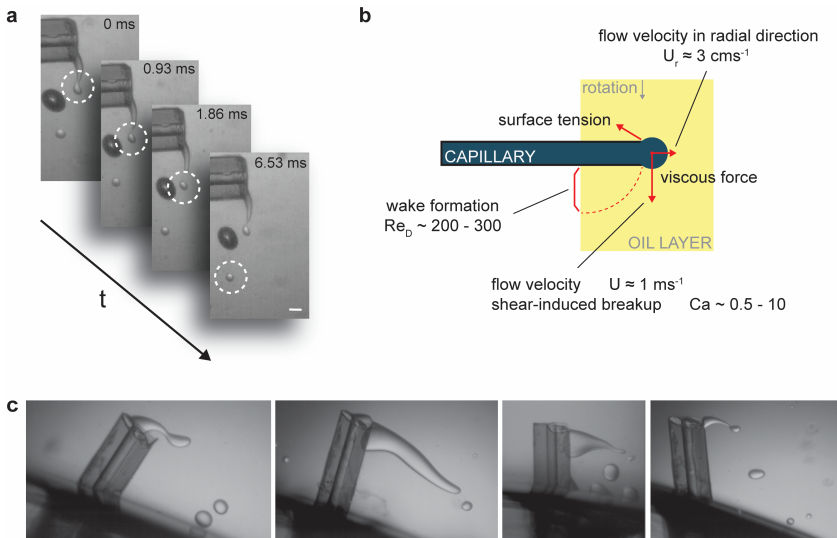 a
0 ms
0.93 ms
1.86 ms
6.53 ms
t
b
flow velocity in radial direction
Uᵣ ≈ 3 cms⁻¹
rotation
surface tension
CAPILLARY
viscous force
wake formation
Re_D ~ 200 - 300
OIL LAYER
flow velocity U ≈ 1 ms⁻¹
shear-induced breakup Ca ~ 0.5 - 10
c